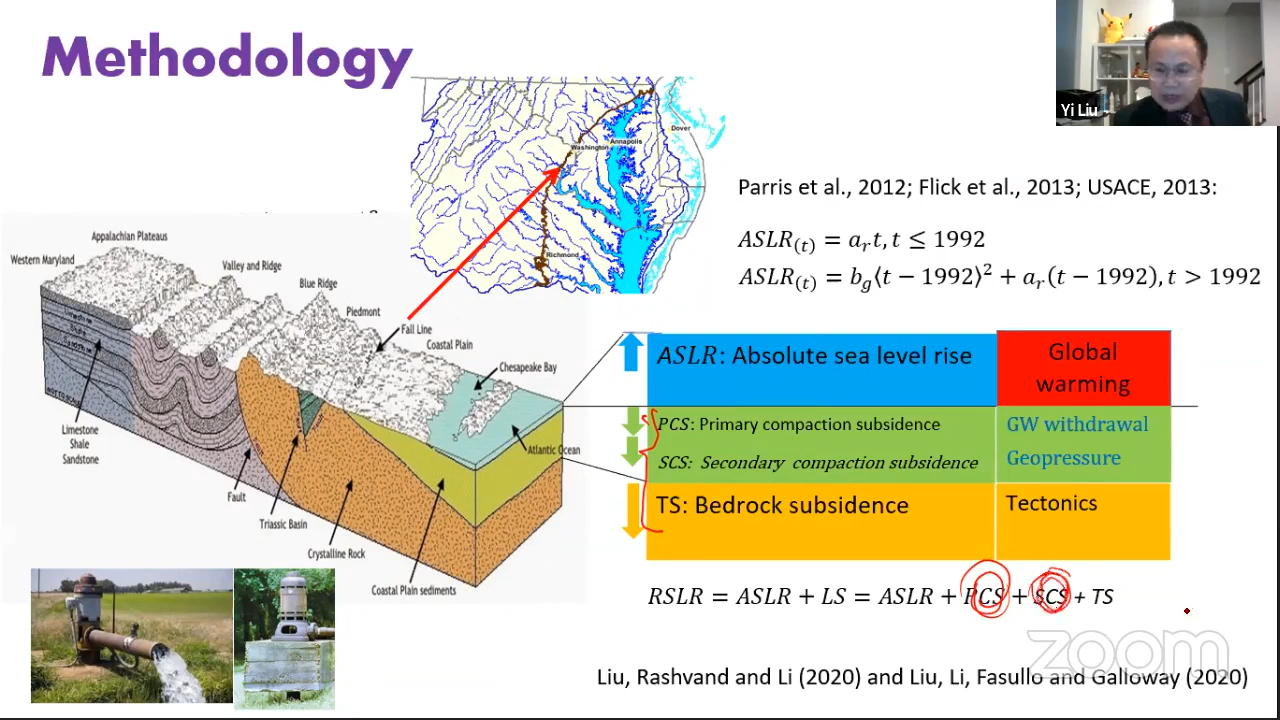 Methodology
Yi Liu
Dover
Washington
Annapolis
Richmond
Parris et al., 2012; Flick et al., 2013; USACE, 2013:
ASLR(t) = aᵣt, t ≤ 1992
ASLR(t) = b_g⟨t − 1992⟩² + aᵣ(t − 1992), t > 1992
Appalachian Plateaus
Western Maryland
Valley and Ridge
Blue Ridge
Piedmont
Fall Line
Coastal Plain
Chesapeake Bay
Limestone
Shale
Sandstone
Limestone
Shale
Sandstone
Atlantic Ocean
Fault
Triassic Basin
Crystalline Rock
Coastal Plain sediments
ASLR: Absolute sea level rise
Global
warming
PCS: Primary compaction subsidence
GW withdrawal
SCS: Secondary compaction subsidence
Geopressure
TS: Bedrock subsidence
Tectonics
RSLR = ASLR + LS = ASLR + PCS + SCS + TS
zoom
Liu, Rashvand and Li (2020) and Liu, Li, Fasullo and Galloway (2020)